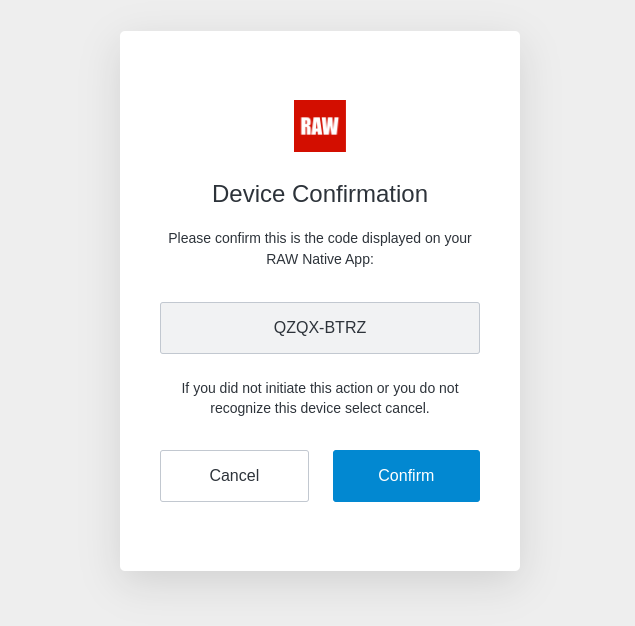 RAW
Device Confirmation
Please confirm this is the code displayed on your
RAW Native App:
QZQX-BTRZ
If you did not initiate this action or you do not
recognize this device select cancel.
Cancel Confirm